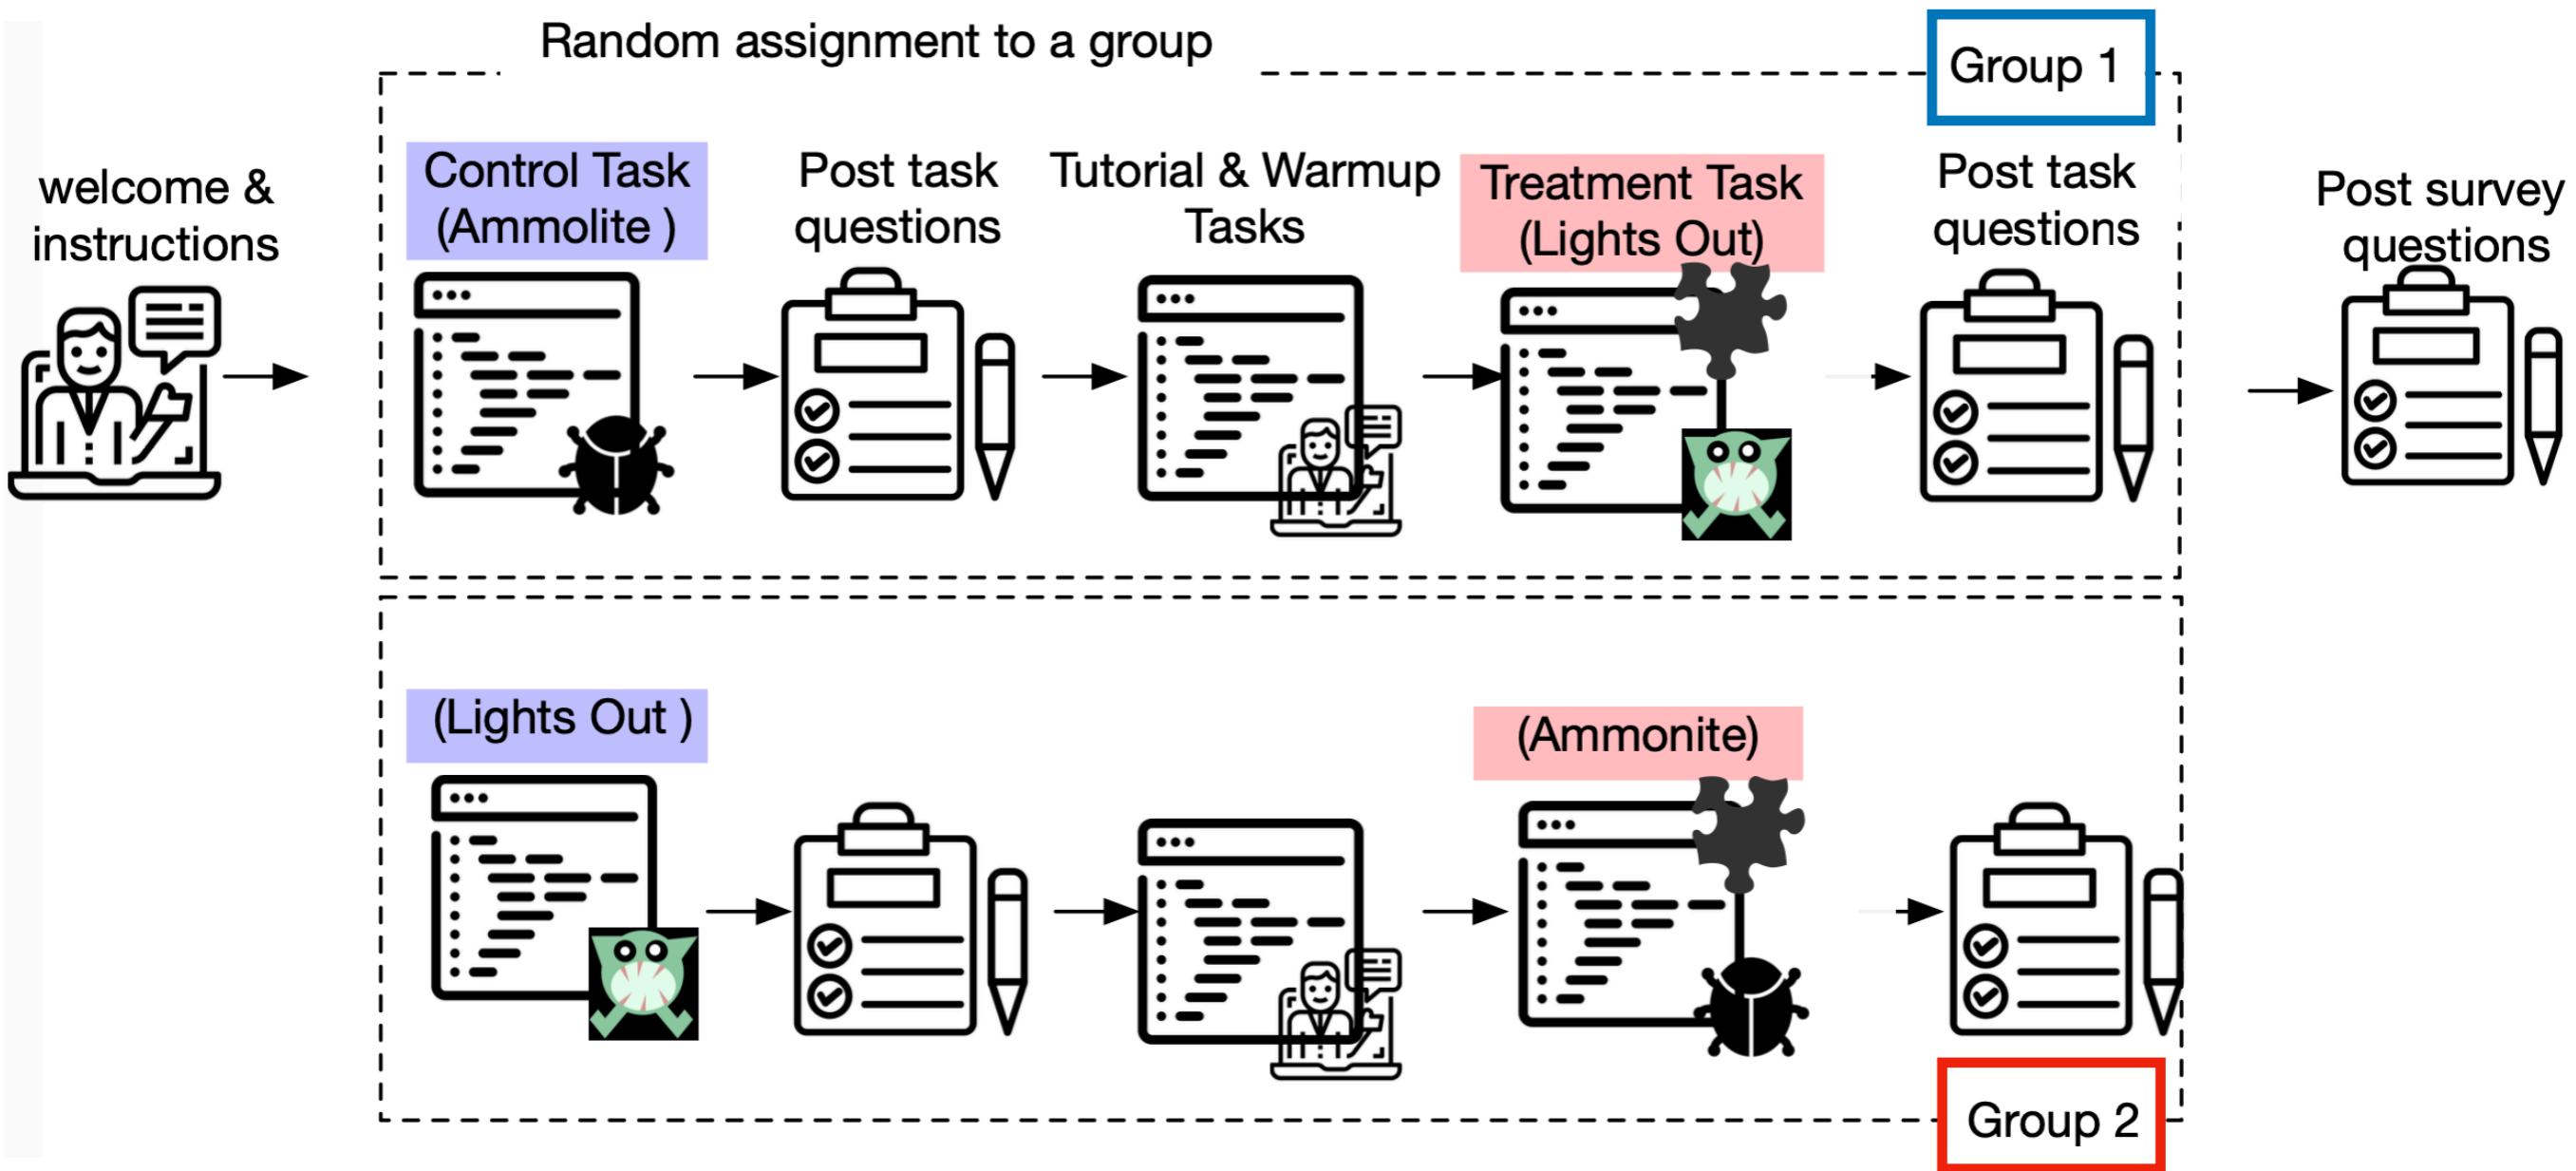 Random assignment to a group
Group 1
welcome &
instructions
Control Task
(Ammolite )
Post task
questions
Tutorial & Warmup
Tasks
Treatment Task
(Lights Out)
Post task
questions
Post survey
questions
(Lights Out )
(Ammonite)
Group 2